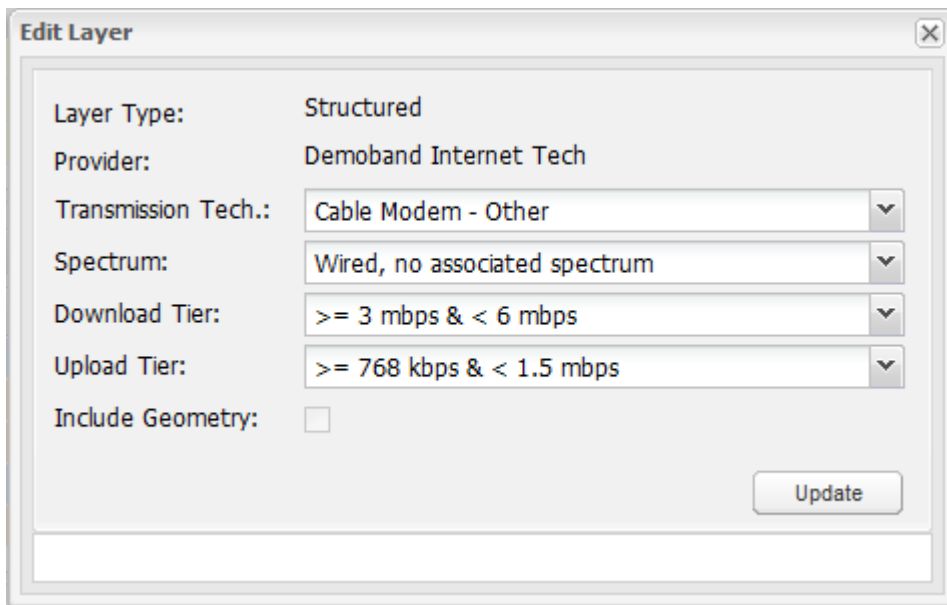 Edit Layer
Layer Type: Structured
Provider: Demoband Internet Tech
Transmission Tech.: Cable Modem - Other
Spectrum: Wired, no associated spectrum
Download Tier: >= 3 mbps & < 6 mbps
Upload Tier: >= 768 kbps & < 1.5 mbps
Include Geometry:
Update